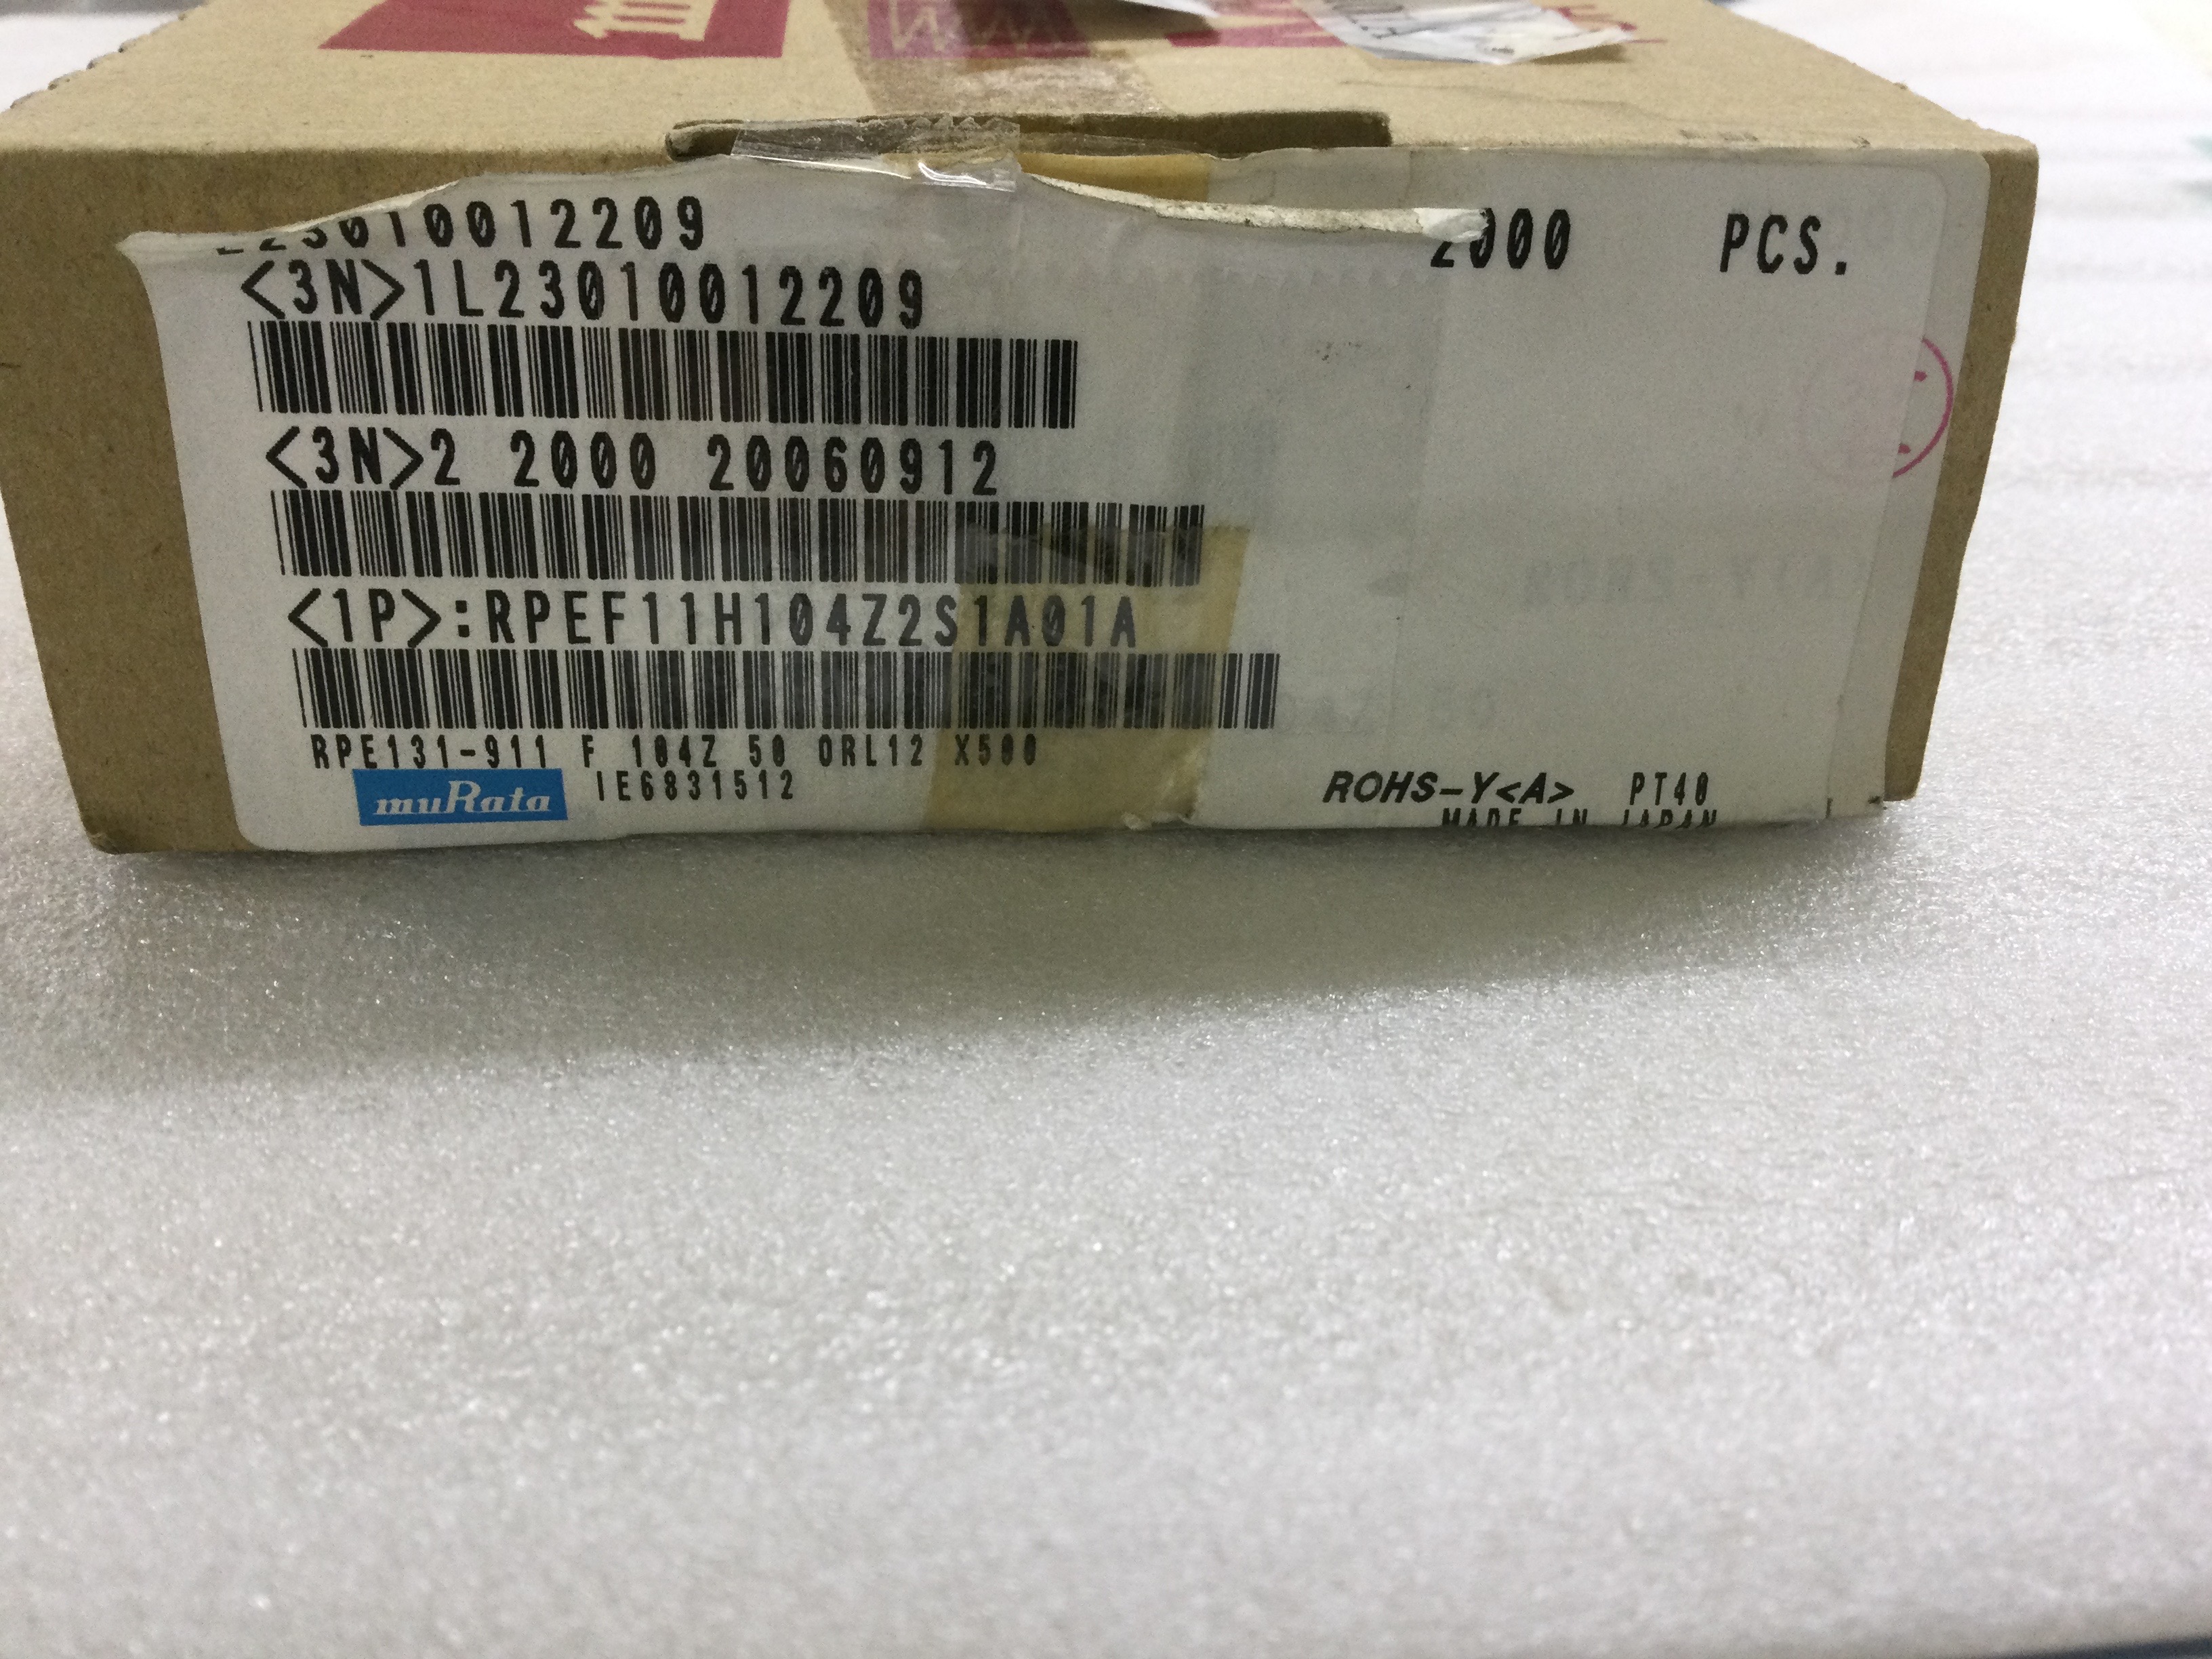 L23010012209
2000 PCS.
<3N>1L23010012209
<3N>2 2000 20060912
<1P>:RPEF11H104Z2S1A01A
RPE131-911 F 104Z 50 0RL12 X500
muRata IE6831512
ROHS-Y<A> PT40
MADE IN JAPAN